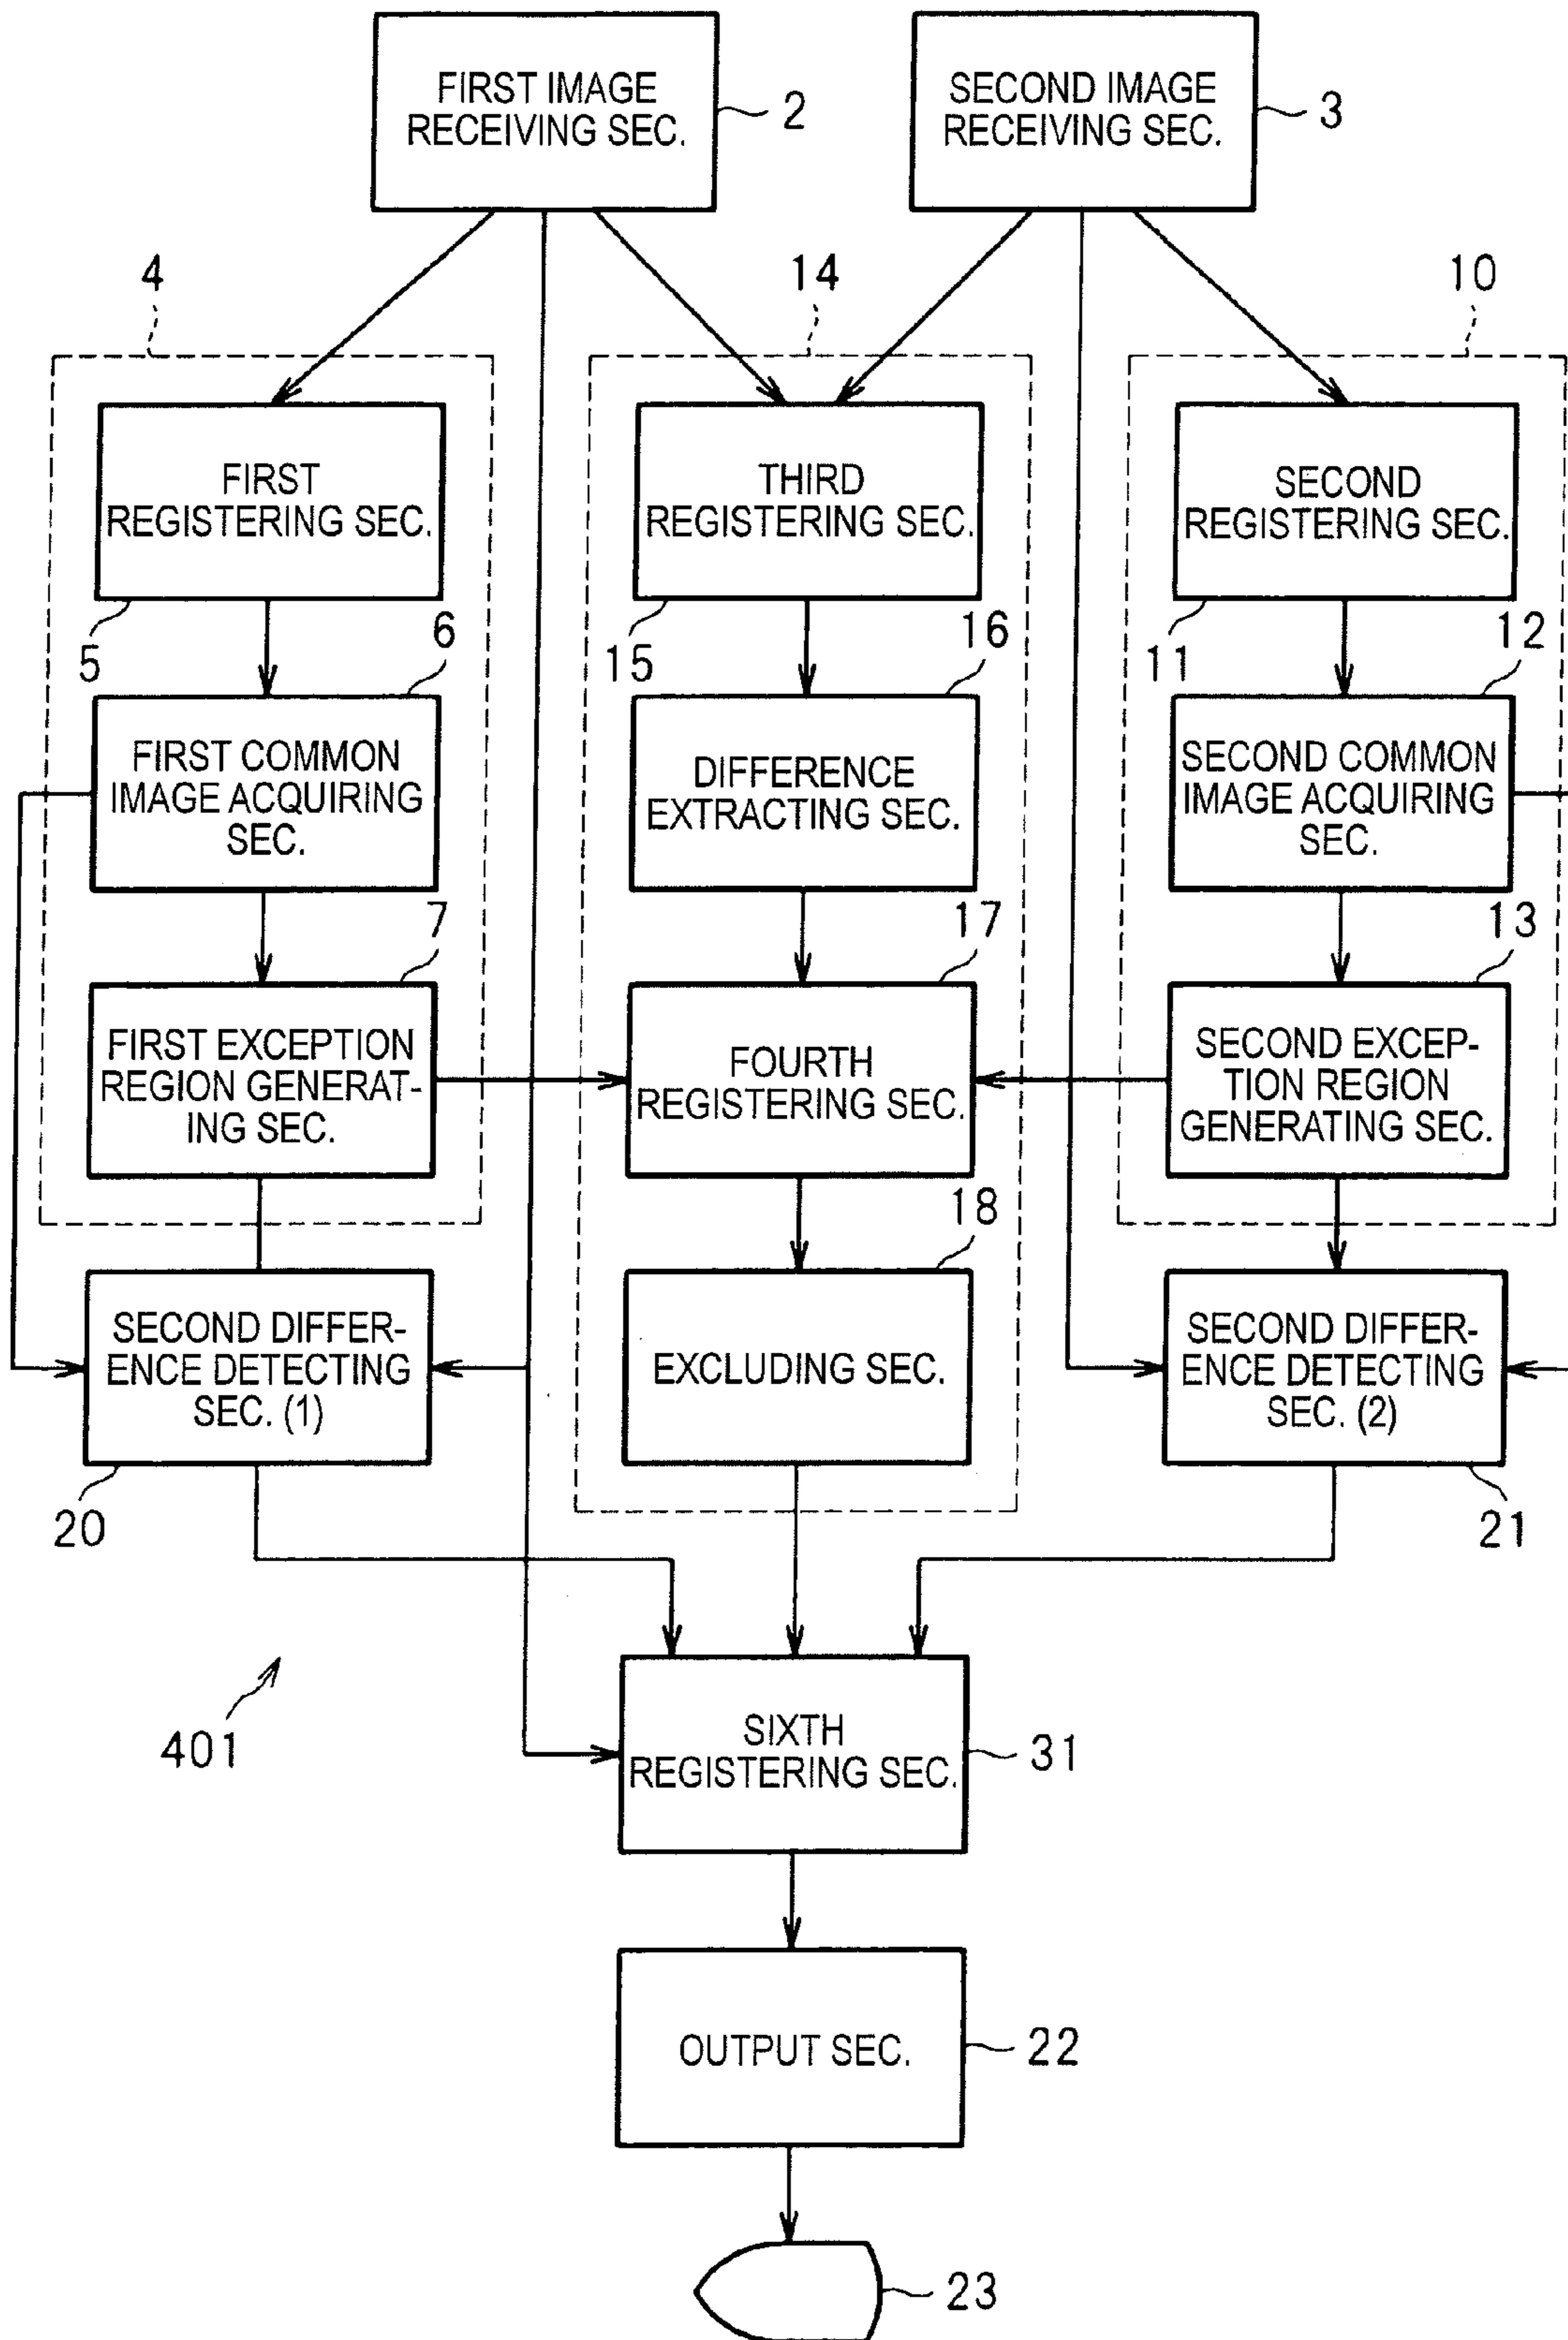 FIRST IMAGE
RECEIVING SEC.
2
SECOND IMAGE
RECEIVING SEC.
3
4
14
10
FIRST
REGISTERING SEC.
5
THIRD
REGISTERING SEC.
15
SECOND
REGISTERING SEC.
11
6
FIRST COMMON
IMAGE ACQUIRING
SEC.
16
DIFFERENCE
EXTRACTING SEC.
12
SECOND COMMON
IMAGE ACQUIRING
SEC.
7
FIRST EXCEPTION
REGION GENERAT-
ING SEC.
17
FOURTH
REGISTERING SEC.
13
SECOND EXCEP-
TION REGION
GENERATING SEC.
SECOND DIFFER-
ENCE DETECTING
SEC. (1)
20
18
EXCLUDING SEC.
SECOND DIFFER-
ENCE DETECTING
SEC. (2)
21
401
SIXTH
REGISTERING SEC.
31
OUTPUT SEC.
22
23